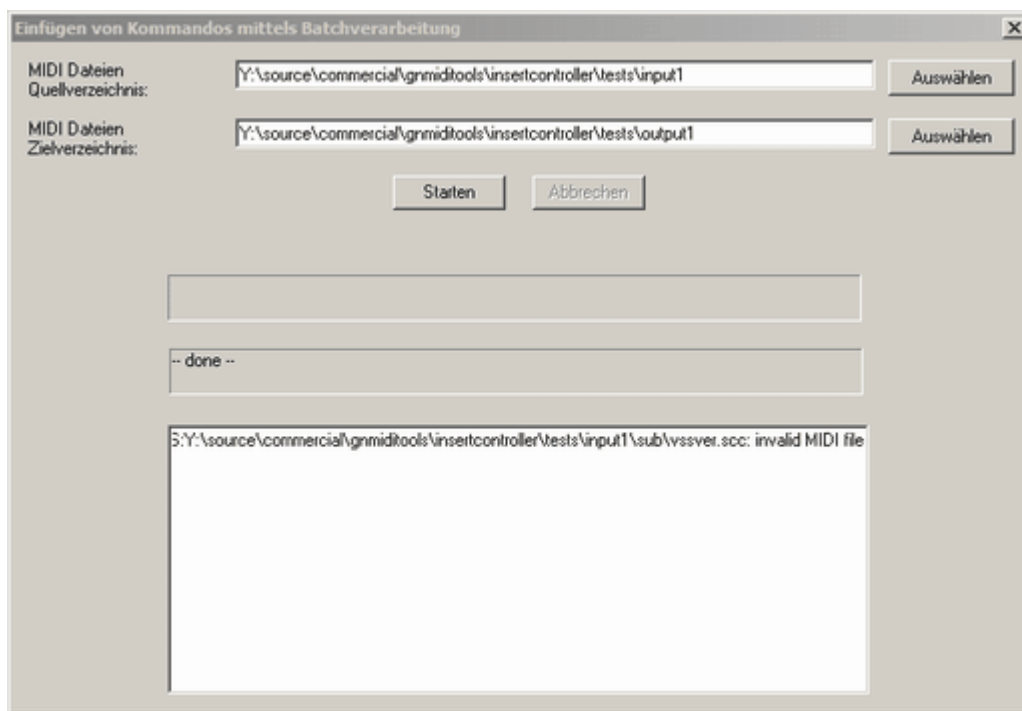 Einfügen von Kommandos mittels Batchverarbeitung
MIDI Dateien
Quellverzeichnis:
Y:\source\commercial\gnmiditools\insertcontroller\tests\input1
Auswählen
MIDI Dateien
Zielverzeichnis:
Y:\source\commercial\gnmiditools\insertcontroller\tests\output1
Auswählen
Starten
Abbrechen
-- done --
S:Y:\source\commercial\gnmiditools\insertcontroller\tests\input1\sub\vssver.scc: invalid MIDI file